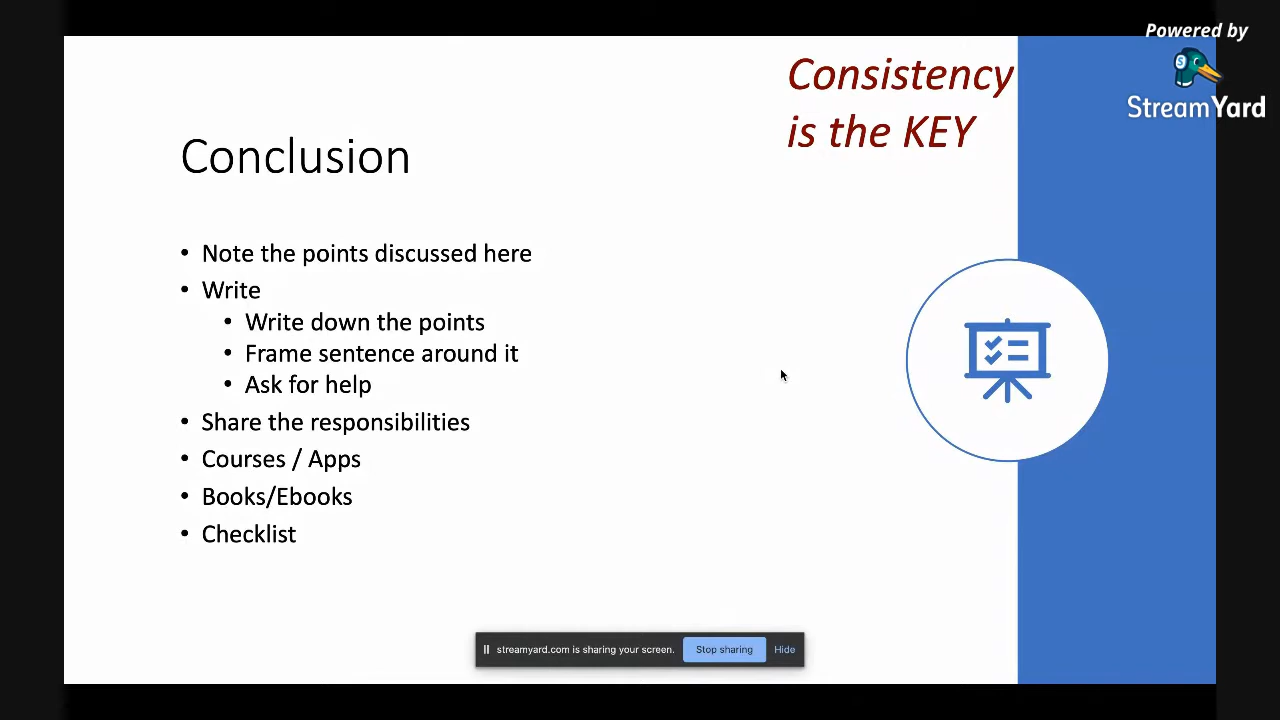 Powered by
StreamYard
Consistency
is the KEY
Conclusion
• Note the points discussed here
• Write
• Write down the points
• Frame sentence around it
• Ask for help
• Share the responsibilities
• Courses / Apps
• Books/Ebooks
• Checklist
streamyard.com is sharing your screen. Stop sharing Hide